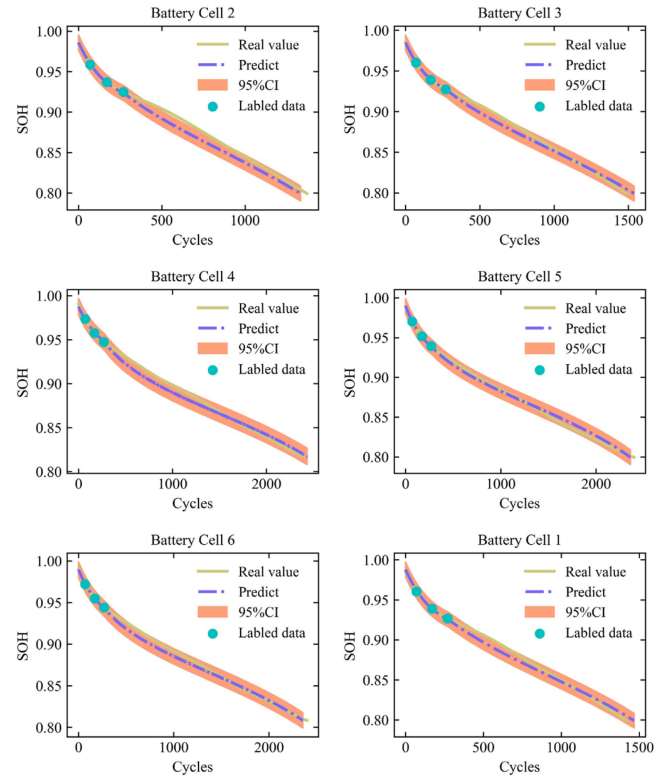 Battery Cell 2
1.00
0.95
0.90
0.85
0.80
SOH
Real value
Predict
95%CI
Labled data
0
500
1000
Cycles
Battery Cell 3
1.00
0.95
0.90
0.85
0.80
SOH
Real value
Predict
95%CI
Labled data
0
500
1000
1500
Cycles
Battery Cell 4
1.00
0.95
0.90
0.85
0.80
SOH
Real value
Predict
95%CI
Labled data
0
1000
2000
Cycles
Battery Cell 5
1.00
0.95
0.90
0.85
0.80
SOH
Real value
Predict
95%CI
Labled data
0
1000
2000
Cycles
Battery Cell 6
1.00
0.95
0.90
0.85
0.80
SOH
Real value
Predict
95%CI
Labled data
0
1000
2000
Cycles
Battery Cell 1
1.00
0.95
0.90
0.85
0.80
SOH
Real value
Predict
95%CI
Labled data
0
500
1000
1500
Cycles